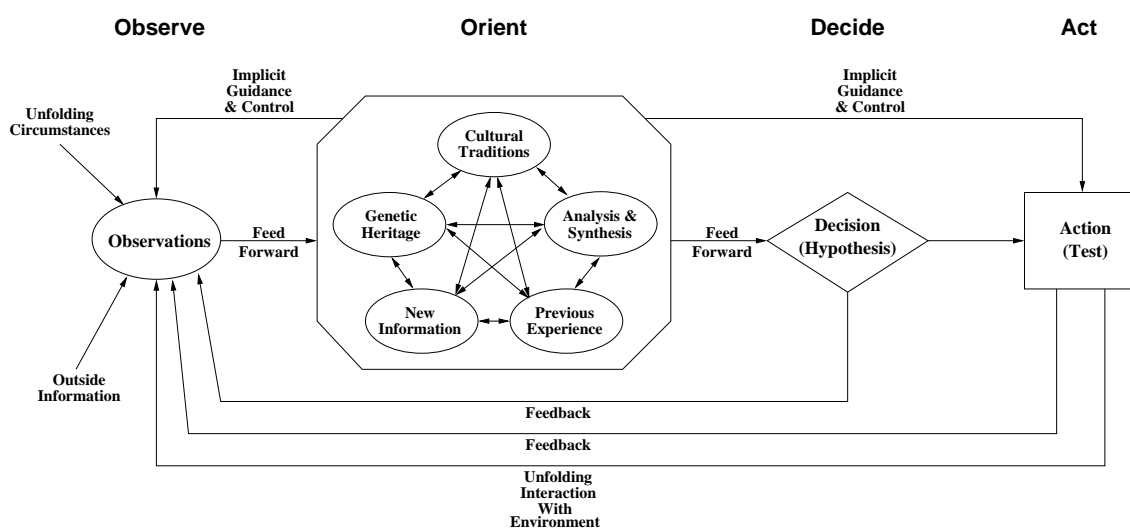 Observe
Orient
Decide
Act
Implicit
Guidance
& Control
Implicit
Guidance
& Control
Unfolding
Circumstances
Cultural
Traditions
Genetic
Heritage
Analysis &
Synthesis
New
Information
Previous
Experience
Observations
Feed
Forward
Feed
Forward
Decision
(Hypothesis)
Action
(Test)
Outside
Information
Feedback
Feedback
Unfolding
Interaction
With
Environment